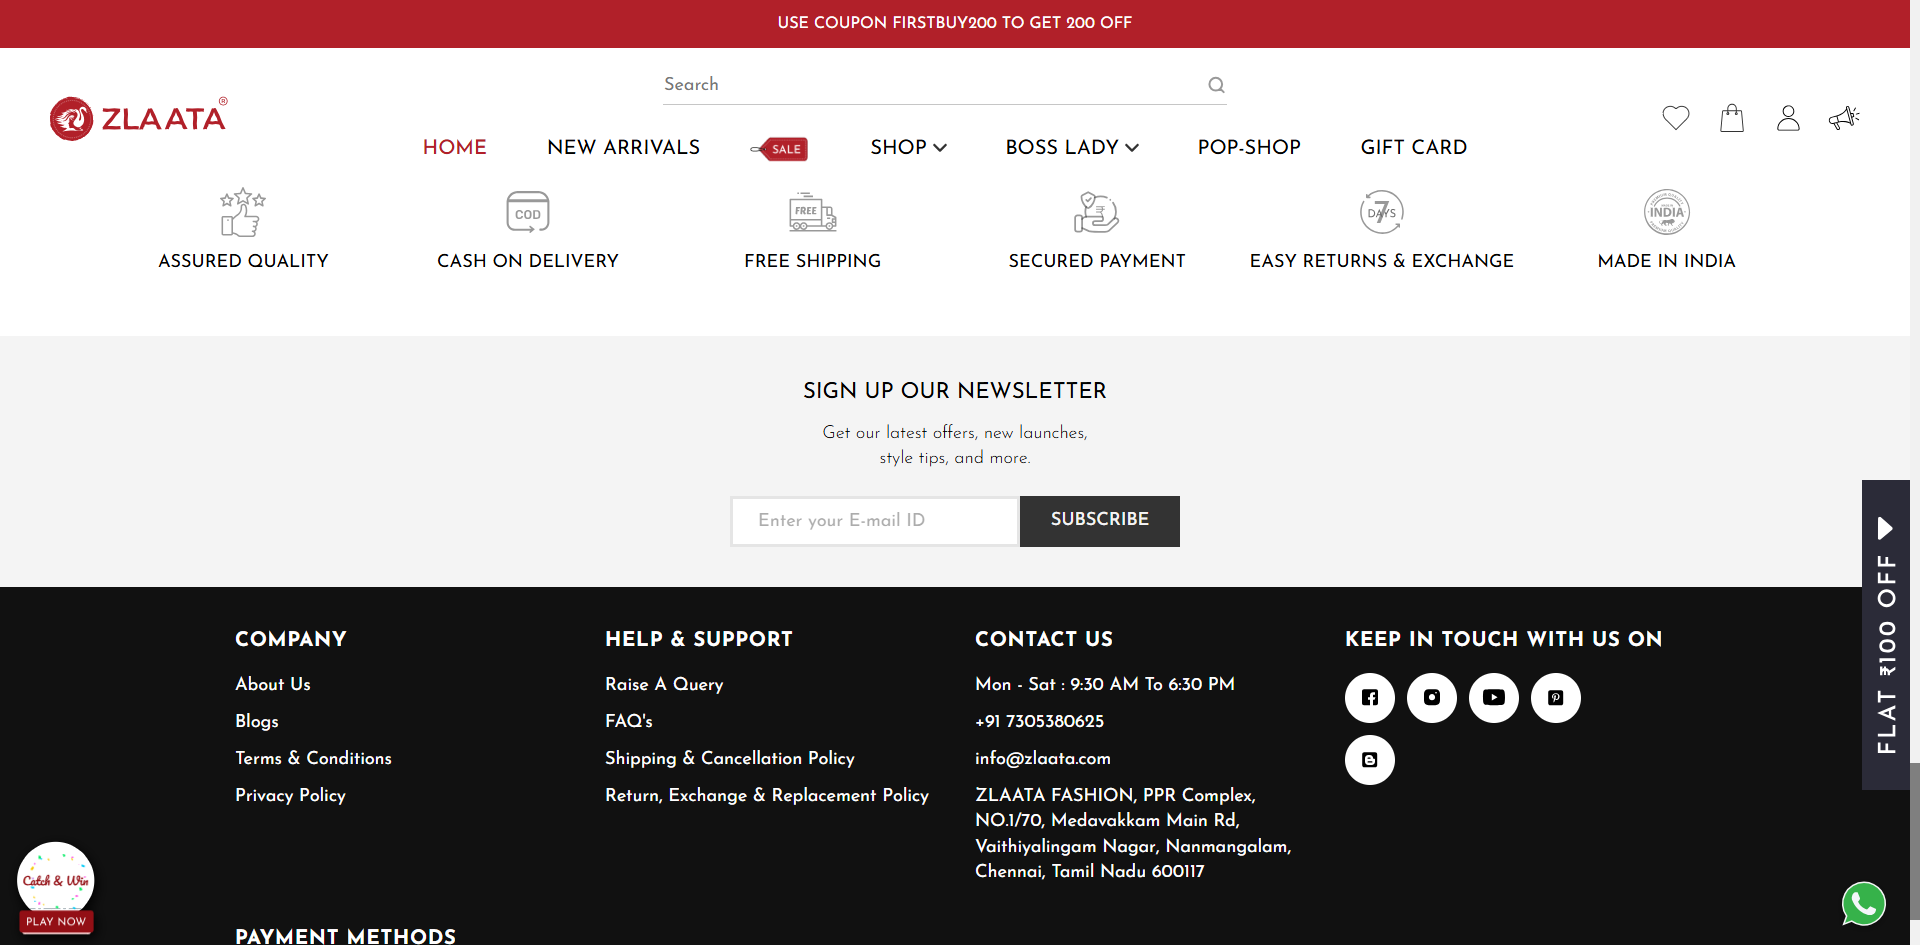 USE COUPON FIRSTBUY200 TO GET 200 OFF
Search
ZLAATA®
HOME
NEW ARRIVALS
SALE
SHOP
BOSS LADY
POP-SHOP
GIFT CARD
COD
FREE
7
DAYS
INDIA
ASSURED QUALITY
CASH ON DELIVERY
FREE SHIPPING
SECURED PAYMENT
EASY RETURNS & EXCHANGE
MADE IN INDIA
SIGN UP OUR NEWSLETTER
Get our latest offers, new launches,
style tips, and more.
Enter your E-mail ID
SUBSCRIBE
FLAT ₹100 OFF
COMPANY
About Us
Blogs
Terms & Conditions
Privacy Policy
HELP & SUPPORT
Raise A Query
FAQ's
Shipping & Cancellation Policy
Return, Exchange & Replacement Policy
CONTACT US
Mon - Sat : 9:30 AM To 6:30 PM
+91 7305380625
info@zlaata.com
ZLAATA FASHION, PPR Complex,
NO.1/70, Medavakkam Main Rd,
Vaithiyalingam Nagar, Nanmangalam,
Chennai, Tamil Nadu 600117
KEEP IN TOUCH WITH US ON
Catch & Win
PLAY NOW
PAYMENT METHODS